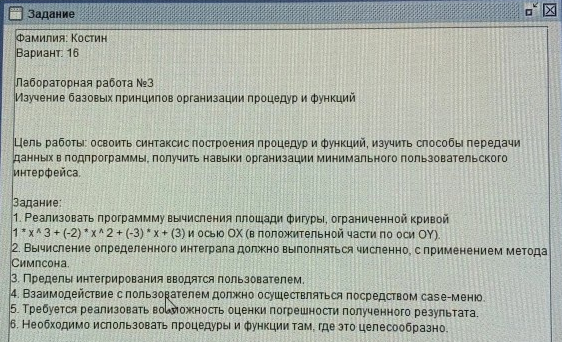 Задание
Фамилия: Костин
Вариант: 16
Лабораторная работа №3
Изучение базовых принципов организации процедур и функций
Цель работы: освоить синтаксис построения процедур и функций, изучить способы передачи
данных в подпрограммы, получить навыки организации минимального пользовательского
интерфейса.
Задание:
1. Реализовать программму вычисления площади фигуры, ограниченной кривой
1 * x ^ 3 + (-2) * x ^ 2 + (-3) * x + (3) и осью OX (в положительной части по оси OY).
2. Вычисление определенного интеграла должно выполняться численно, с применением метода
Симпсона.
3. Пределы интегрирования вводятся пользователем.
4. Взаимодействие с пользователем должно осуществляться посредством case-меню.
5. Требуется реализовать возможность оценки погрешности полученного результата.
6. Необходимо использовать процедуры и функции там, где это целесообразно.